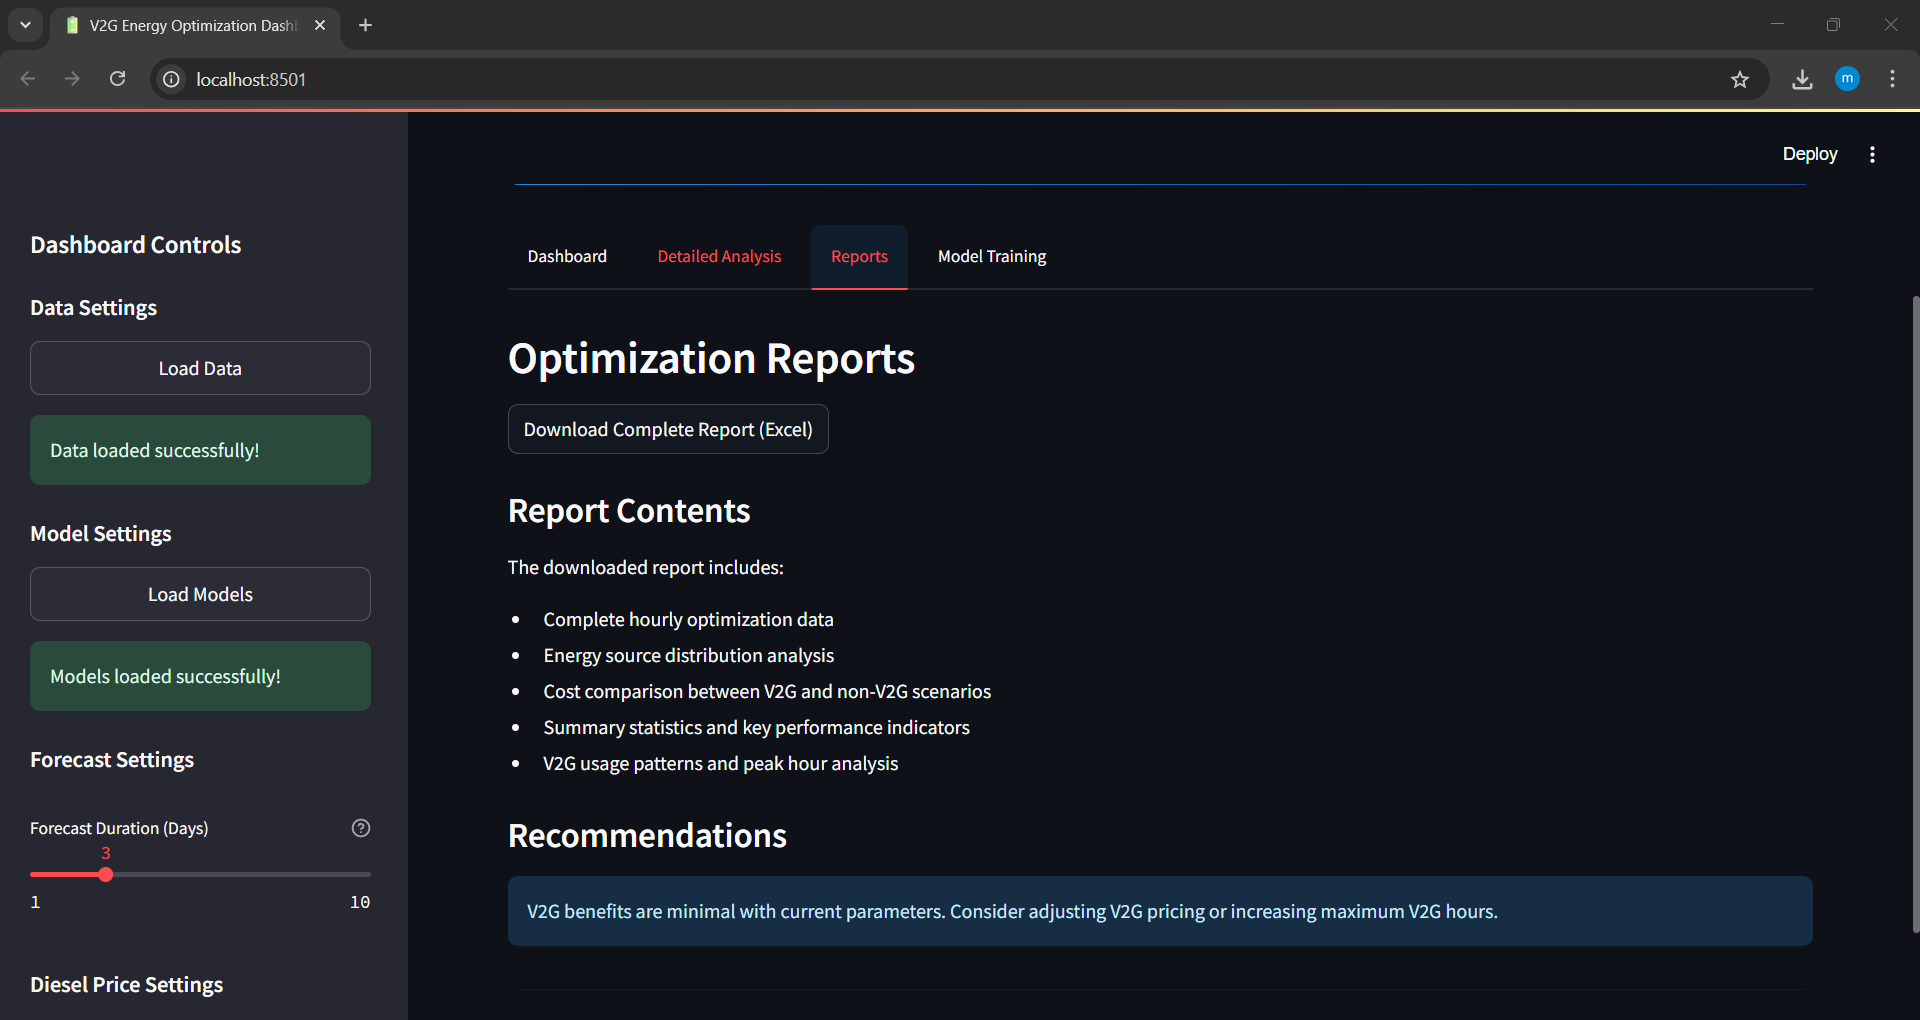 V2G Energy Optimization Dash
localhost:8501
m
Deploy
Dashboard Controls
Data Settings
Load Data
Data loaded successfully!
Model Settings
Load Models
Models loaded successfully!
Forecast Settings
Forecast Duration (Days)
3
1 10
Diesel Price Settings
Dashboard Detailed Analysis Reports Model Training
Optimization Reports
Download Complete Report (Excel)
Report Contents
The downloaded report includes:
• Complete hourly optimization data
• Energy source distribution analysis
• Cost comparison between V2G and non-V2G scenarios
• Summary statistics and key performance indicators
• V2G usage patterns and peak hour analysis
Recommendations
V2G benefits are minimal with current parameters. Consider adjusting V2G pricing or increasing maximum V2G hours.